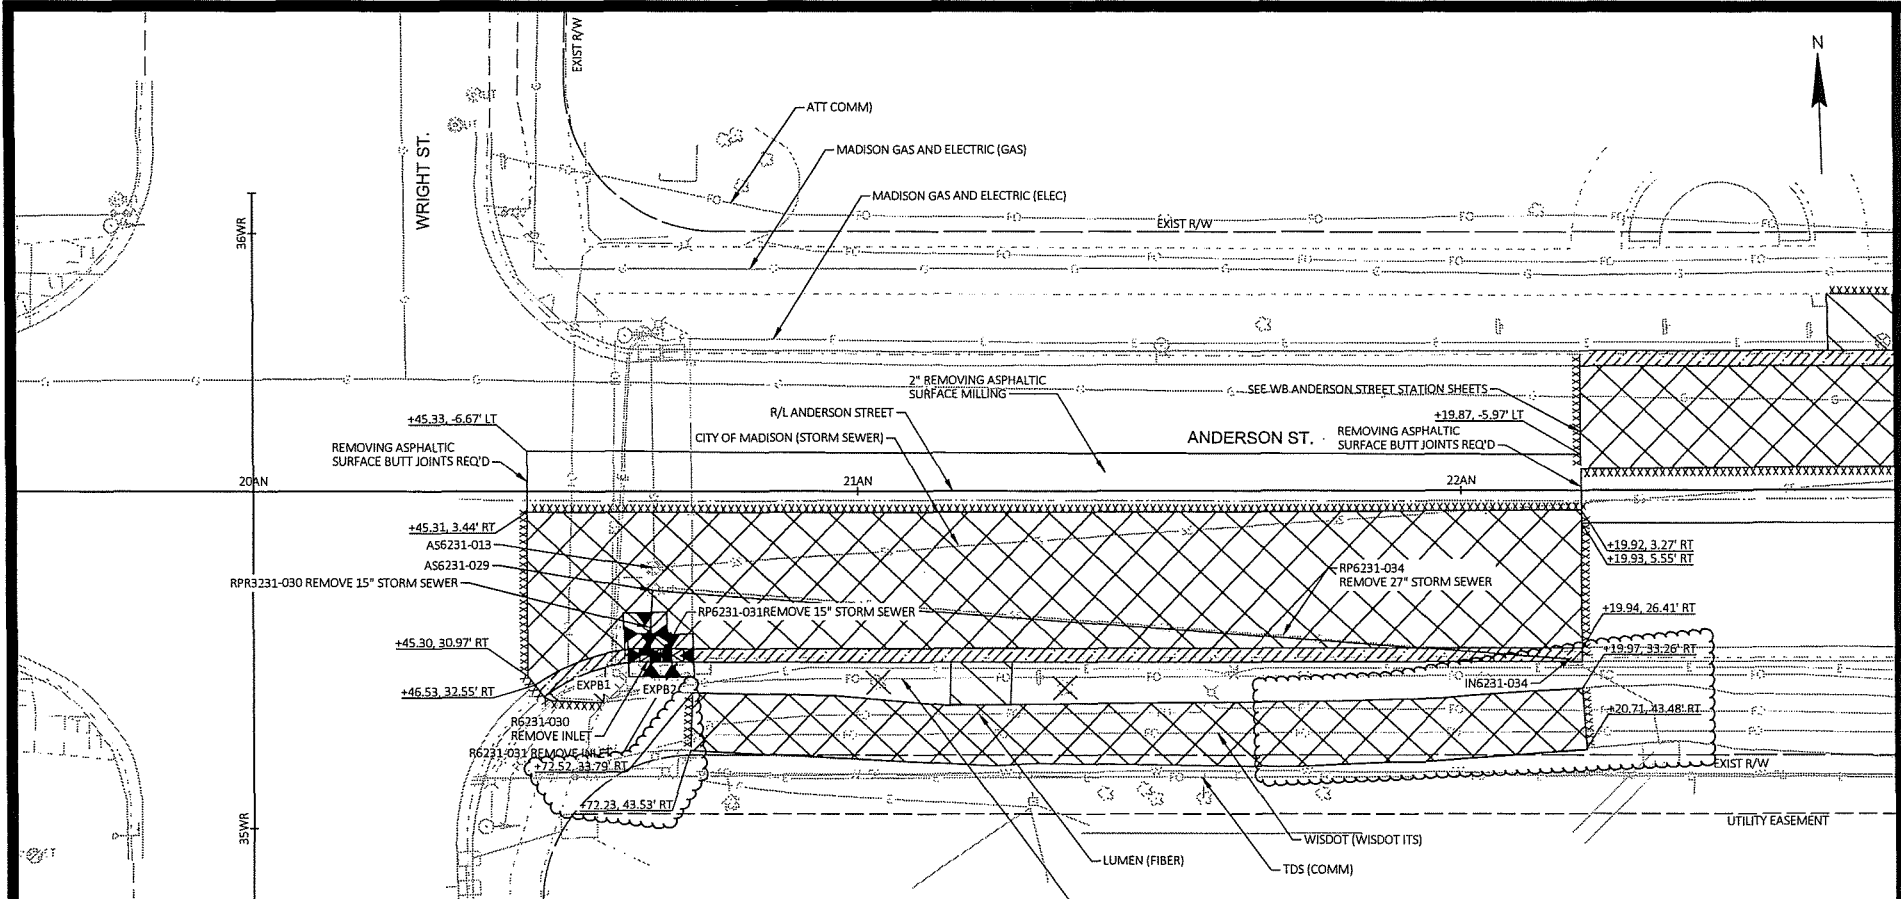 EXIST R/W
N
ATT COMM)
WRIGHT ST.
MADISON GAS AND ELECTRIC (GAS)
MADISON GAS AND ELECTRIC (ELEC)
36WR
EXIST R/W
2" REMOVING ASPHALTIC
SURFACE MILLING
SEE WB ANDERSON STREET STATION SHEETS
+45.33, -6.67' LT
R/L ANDERSON STREET
+19.87, -5.97' LT
REMOVING ASPHALTIC
SURFACE BUTT JOINTS REQ'D
CITY OF MADISON (STORM SEWER)
ANDERSON ST.
REMOVING ASPHALTIC
SURFACE BUTT JOINTS REQ'D
20AN
21AN
22AN
+45.31, 3.44' RT
AS6231-013
+19.92, 3.27' RT
+19.93, 5.55' RT
AS6231-029
RP6231-034
REMOVE 27" STORM SEWER
RPR3231-030 REMOVE 15" STORM SEWER
RP6231-031REMOVE 15" STORM SEWER
+19.94, 26.41' RT
+45.30, 30.97' RT
+19.97, 33.26' RT
+46.53, 32.55' RT
EXPB1
EXPB2
IN6231-034
R6231-030
REMOVE INLET
+20.71, 43.48' RT
R6231-031 REMOVE INLET
+72.52, 33.79' RT
EXIST R/W
+72.23, 43.53' RT
35WR
UTILITY EASEMENT
WISDOT (WISDOT ITS)
LUMEN (FIBER)
TDS (COMM)